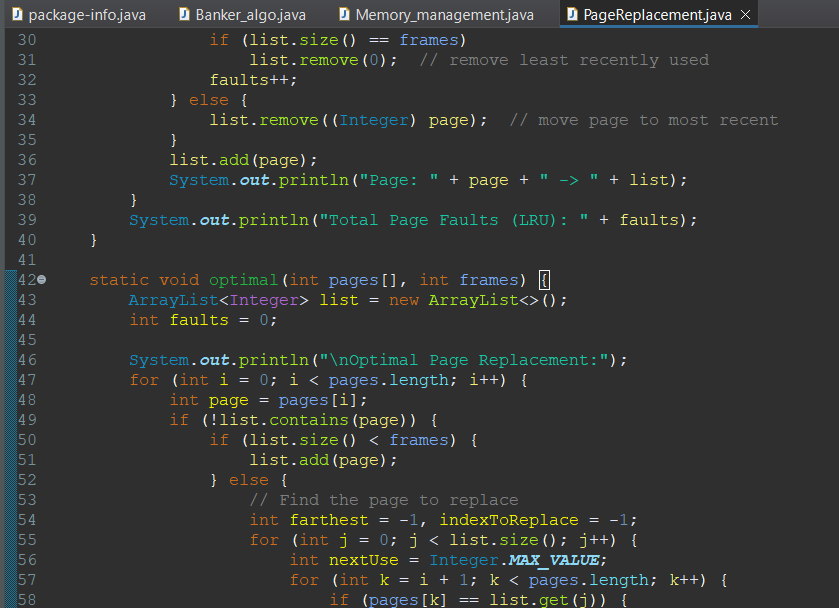 package-info.java Banker_algo.java Memory_management.java PageReplacement.java
30 if (list.size() == frames)
31 list.remove(0); // remove least recently used
32 faults++;
33 } else {
34 list.remove((Integer) page); // move page to most recent
35 }
36 list.add(page);
37 System.out.println("Page: " + page + " -> " + list);
38 }
39 System.out.println("Total Page Faults (LRU): " + faults);
40 }
41
42 static void optimal(int pages[], int frames) {
43 ArrayList<Integer> list = new ArrayList<>();
44 int faults = 0;
45
46 System.out.println("\nOptimal Page Replacement:");
47 for (int i = 0; i < pages.length; i++) {
48 int page = pages[i];
49 if (!list.contains(page)) {
50 if (list.size() < frames) {
51 list.add(page);
52 } else {
53 // Find the page to replace
54 int farthest = -1, indexToReplace = -1;
55 for (int j = 0; j < list.size(); j++) {
56 int nextUse = Integer.MAX_VALUE;
57 for (int k = i + 1; k < pages.length; k++) {
58 if (pages[k] == list.get(j)) {